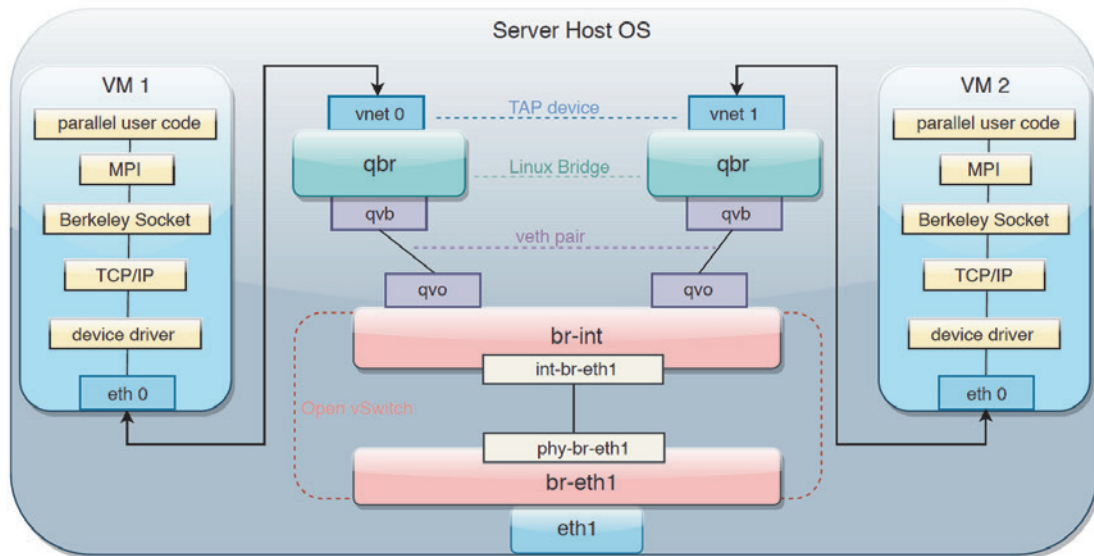 Server Host OS
VM 1
parallel user code
MPI
Berkeley Socket
TCP/IP
device driver
eth 0
vnet 0
TAP device
vnet 1
qbr
Linux Bridge
qbr
qvb
qvb
veth pair
qvo
qvo
br-int
int-br-eth1
Open vSwitch
phy-br-eth1
br-eth1
eth1
VM 2
parallel user code
MPI
Berkeley Socket
TCP/IP
device driver
eth 0